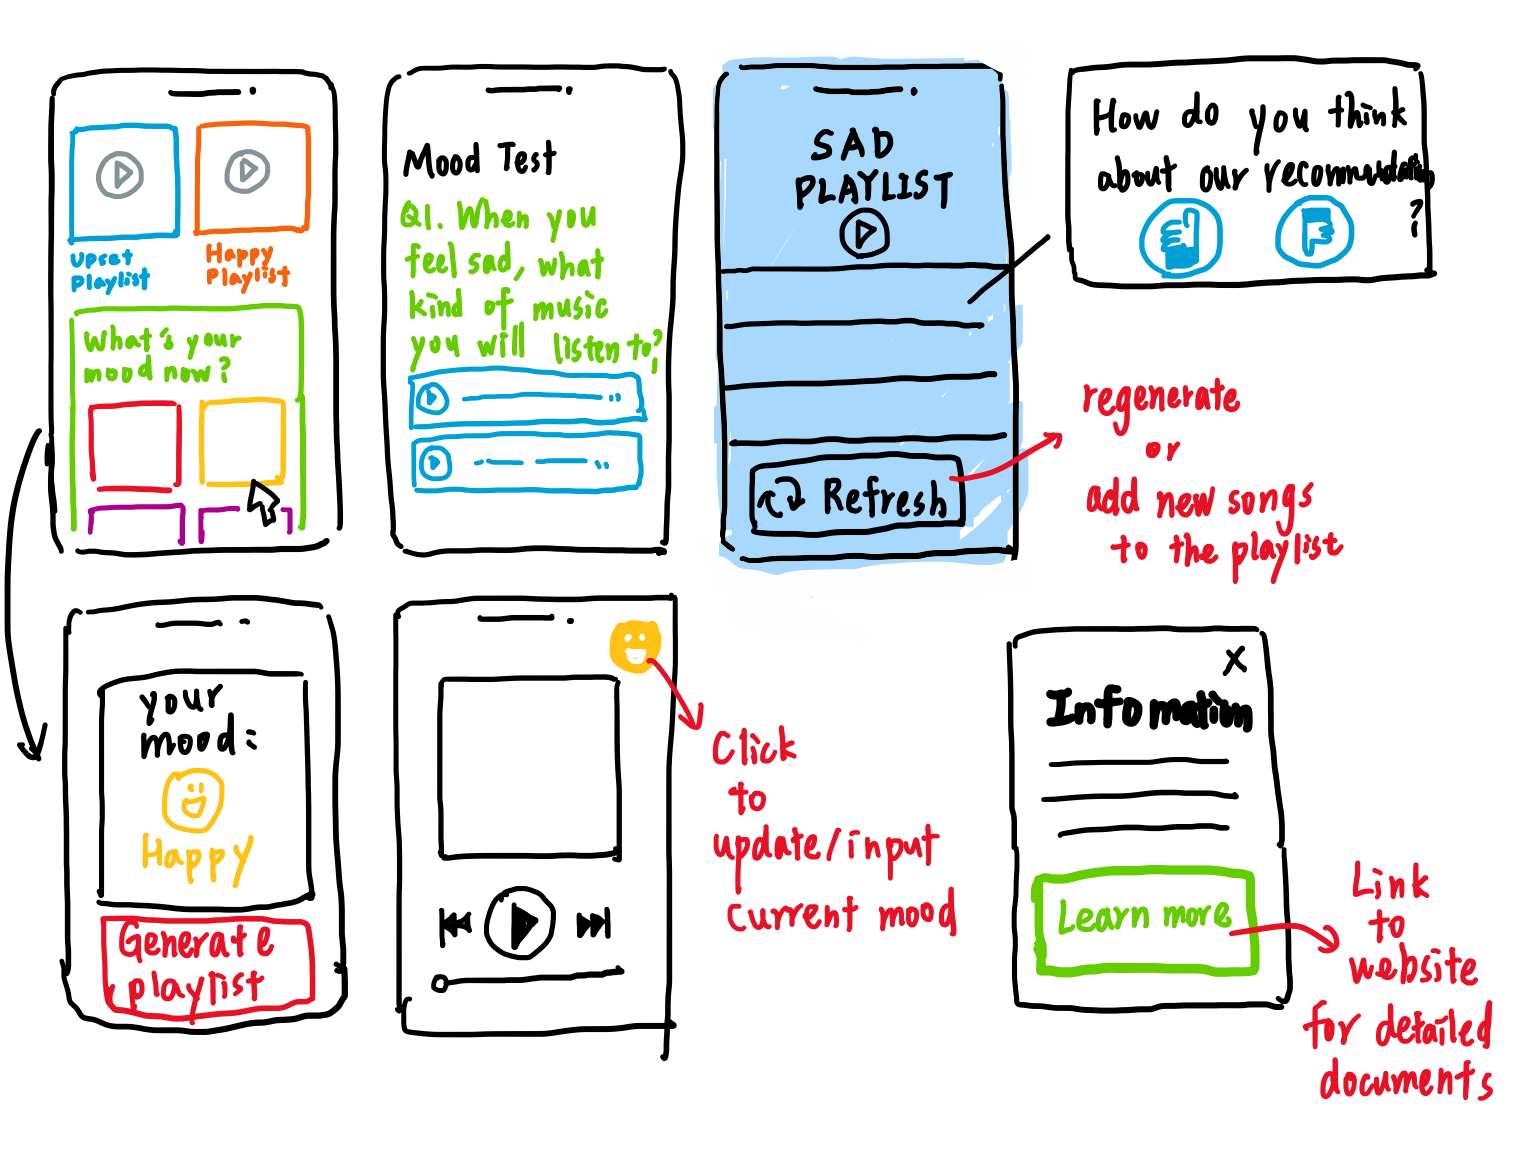 Upset
Playlist
Happy
Playlist
What's your
mood now?
Mood Test
Q1. When you
feel sad, what
kind of music
you will listen to?
SAD
PLAYLIST
Refresh
How do you think
about our recommendation
?
regenerate
or
add new songs
to the playlist
your
mood:
Happy
Generate
playlist
Click
to
update/input
current mood
X
Infomation
Learn more
Link
to
website
for detailed
documents